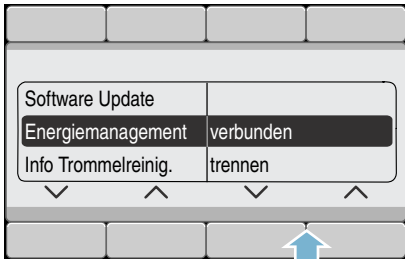 Software Update
Energiemanagement verbunden
Info Trommelreinig. trennen